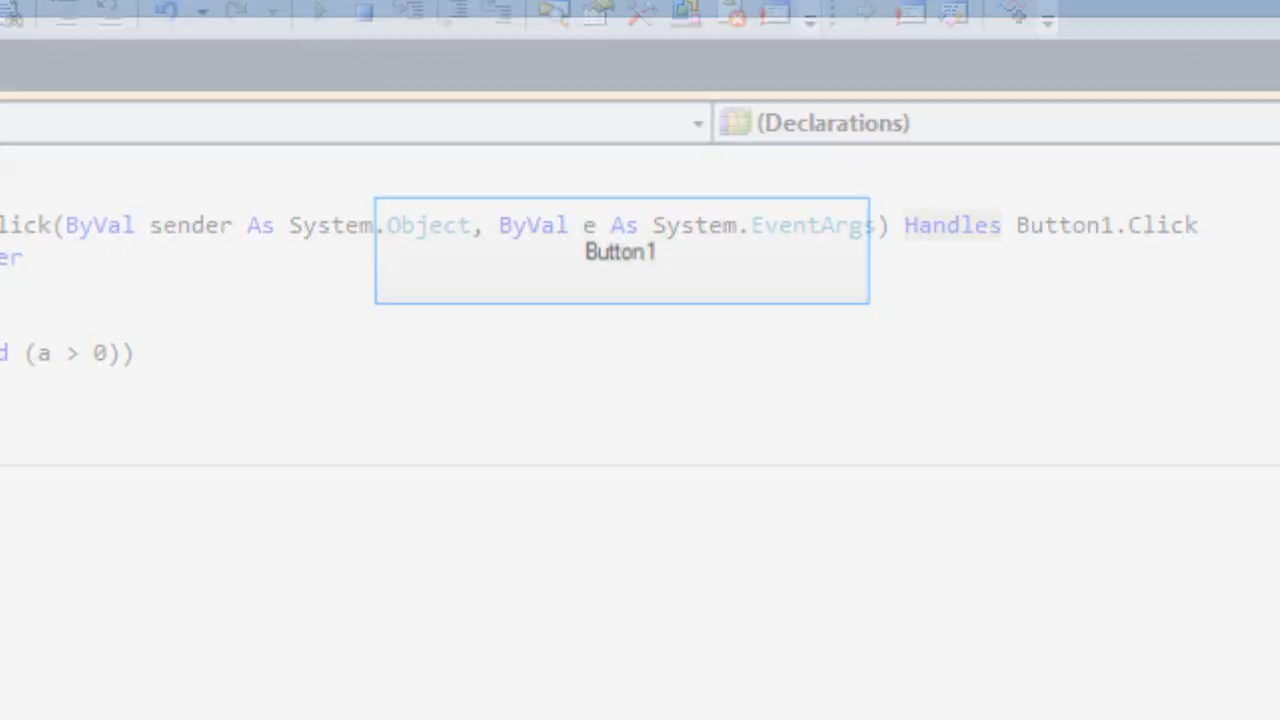 (Declarations)
lick(ByVal sender As System.Object, ByVal e As System.EventArgs) Handles Button1.Click
er
Button1
d (a > 0))